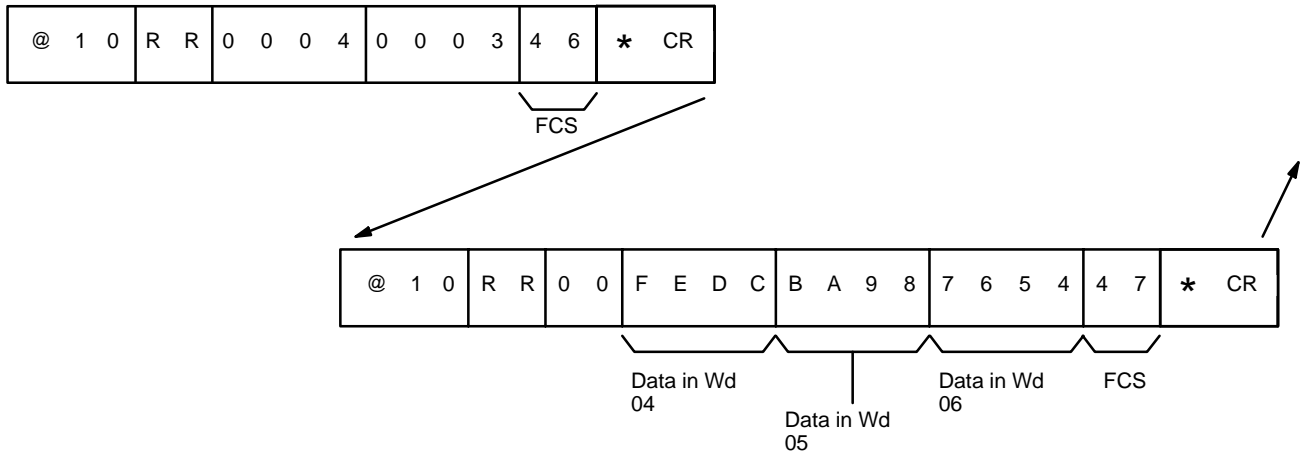 @ 1 0 R R 0 0 0 4 0 0 0 3 4 6 * CR
FCS
@ 1 0 R R 0 0 F E D C B A 9 8 7 6 5 4 4 7 * CR
Data in Wd
04
Data in Wd
05
Data in Wd
06
FCS